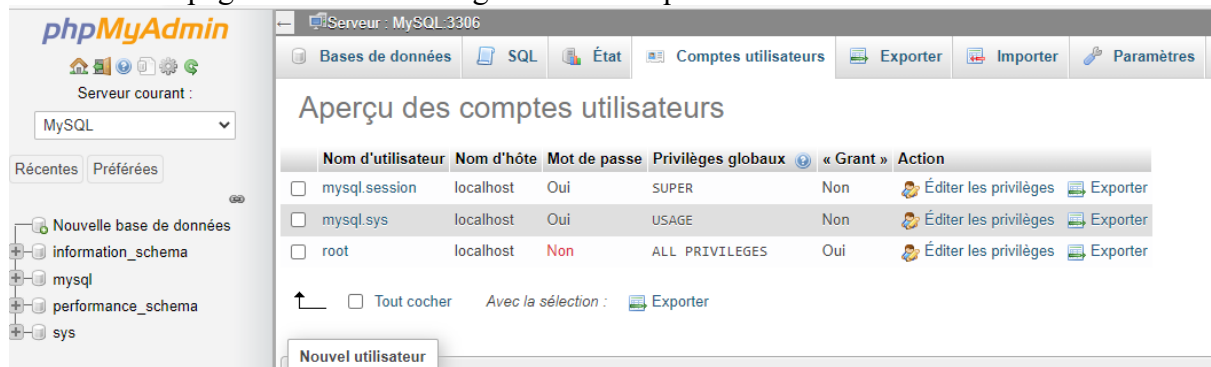 phpMyAdmin
Serveur courant :
MySQL
Récentes Préférées
Nouvelle base de données
information_schema
mysql
performance_schema
sys
Serveur : MySQL:3306
Bases de données SQL État Comptes utilisateurs Exporter Importer Paramètres
Aperçu des comptes utilisateurs
Nom d'utilisateur Nom d'hôte Mot de passe Privilèges globaux « Grant » Action
mysql.session localhost Oui SUPER Non Éditer les privilèges Exporter
mysql.sys localhost Oui USAGE Non Éditer les privilèges Exporter
root localhost Non ALL PRIVILEGES Oui Éditer les privilèges Exporter
Tout cocher Avec la sélection : Exporter
Nouvel utilisateur